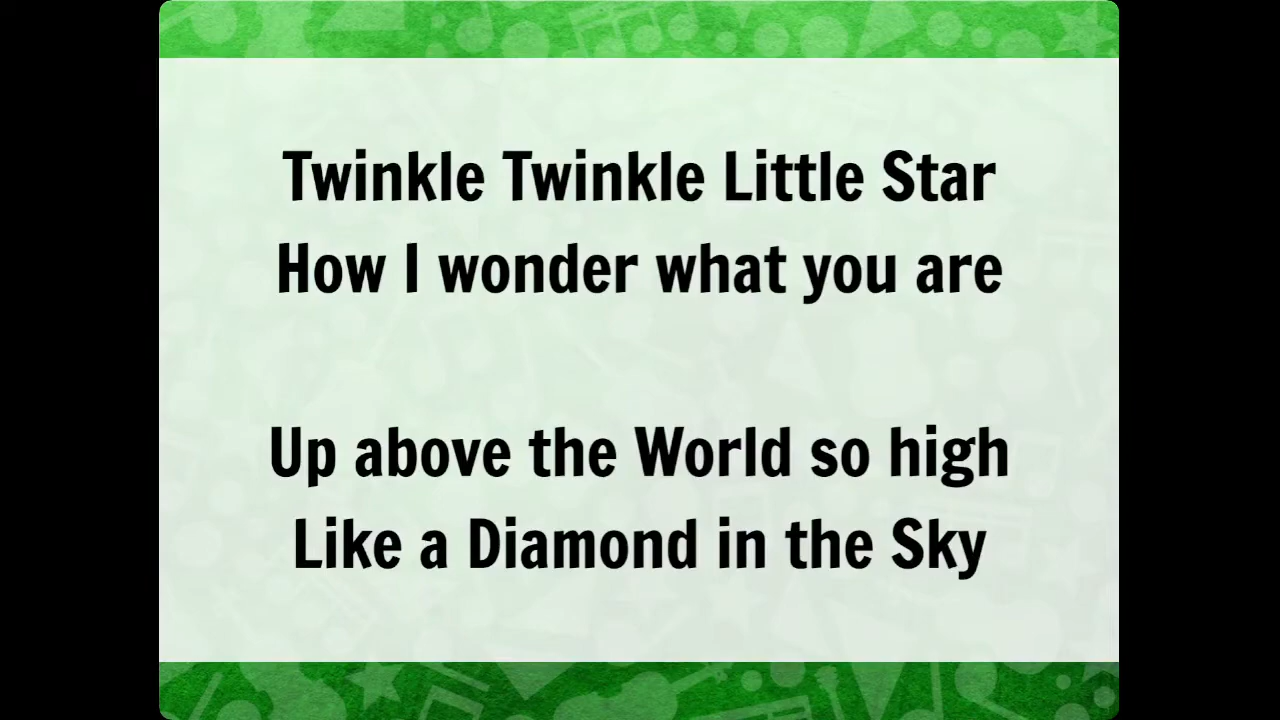 Twinkle Twinkle Little Star
How I wonder what you are
Up above the World so high
Like a Diamond in the Sky